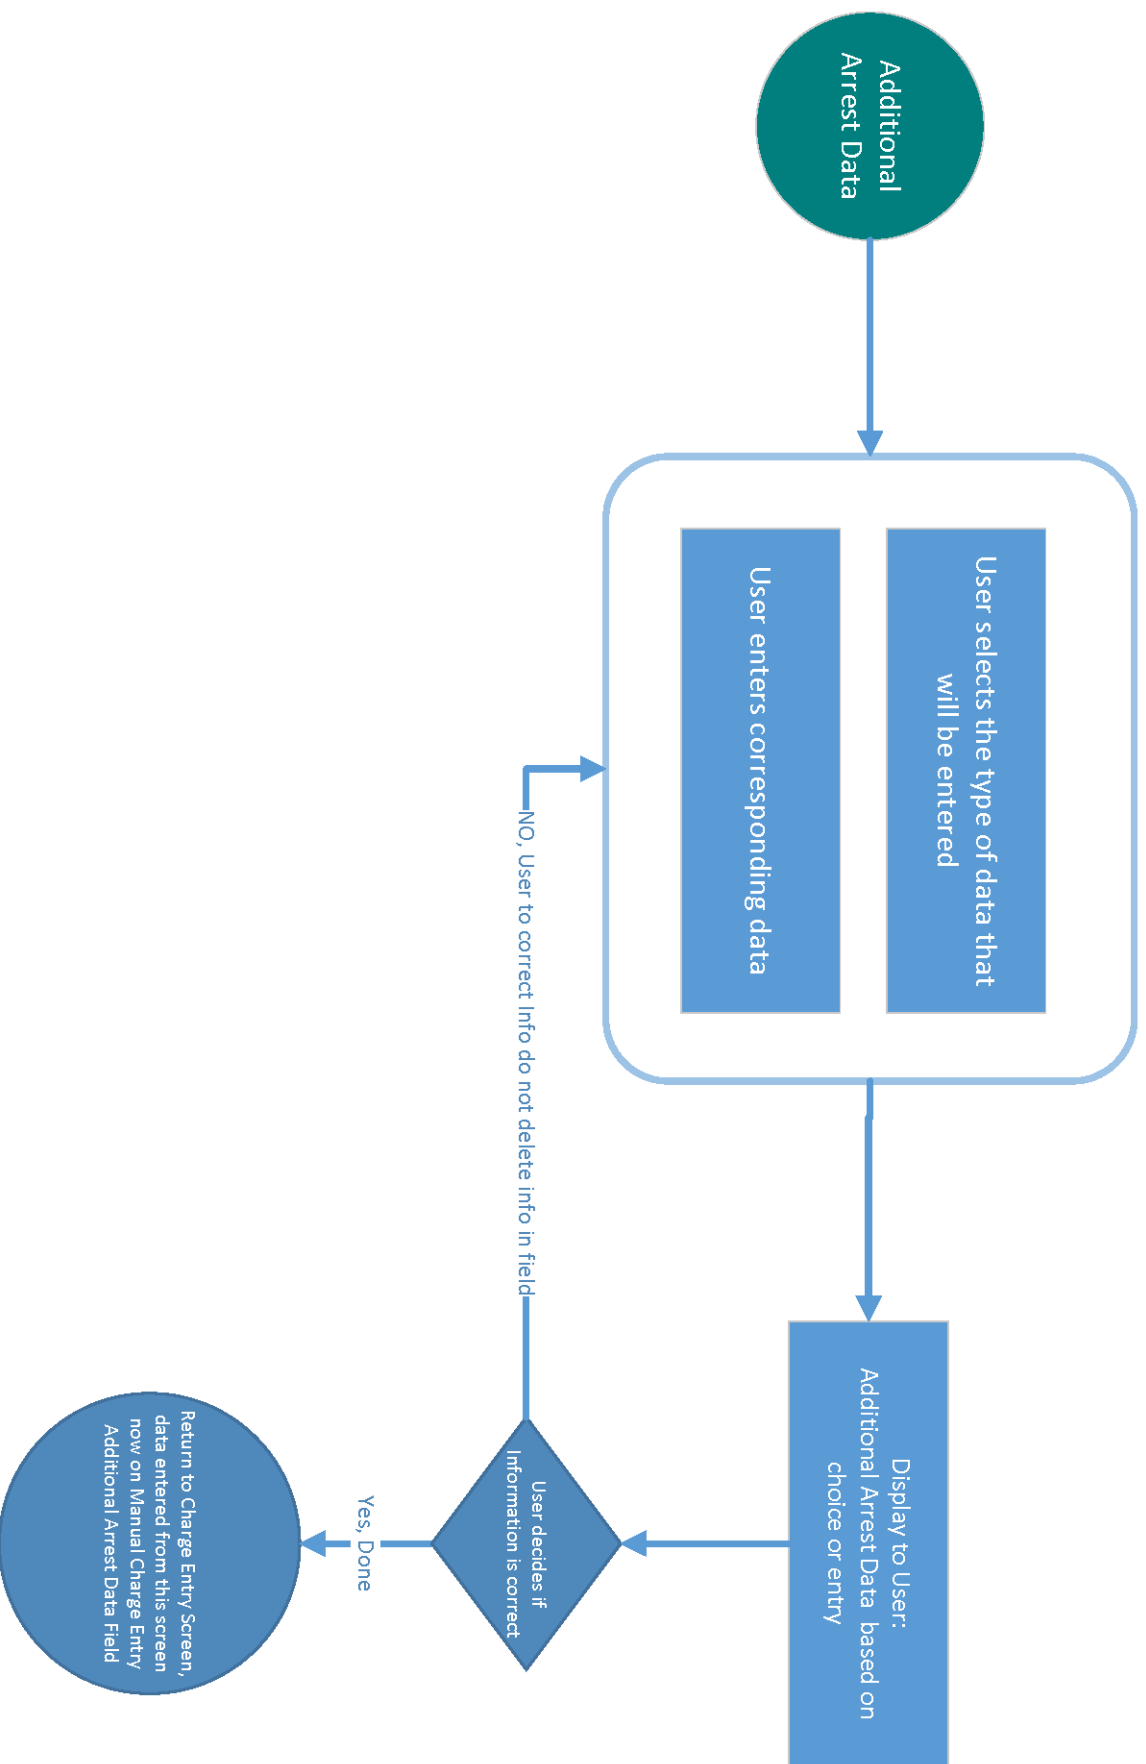 Additional
Arrest Data
User selects the type of data that
will be entered
User enters corresponding data
Display to User:
Additional Arrest Data  based on
choice or entry
User decides if
Information is correct
NO, User to correct Info do not delete info in field
Yes, Done
Return to Charge Entry Screen,
data entered from this screen
now on Manual Charge Entry
Additional Arrest Data Field